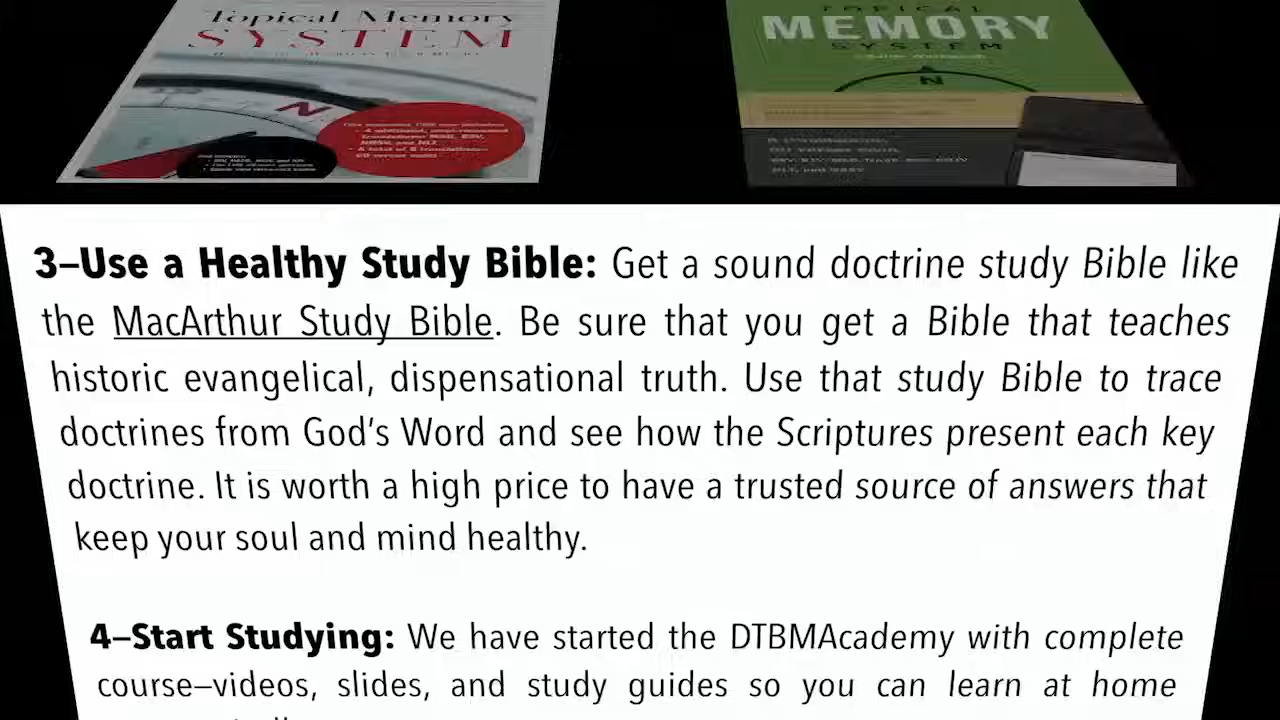 Topical Memory
SYSTEM
TOPICAL
MEMORY
SYSTEM
N
N
3–Use a Healthy Study Bible: Get a sound doctrine study Bible like
the MacArthur Study Bible. Be sure that you get a Bible that teaches
historic evangelical, dispensational truth. Use that study Bible to trace
doctrines from God’s Word and see how the Scriptures present each key
doctrine. It is worth a high price to have a trusted source of answers that
keep your soul and mind healthy.
4–Start Studying: We have started the DTBMAcademy with complete
course–videos, slides, and study guides so you can learn at home